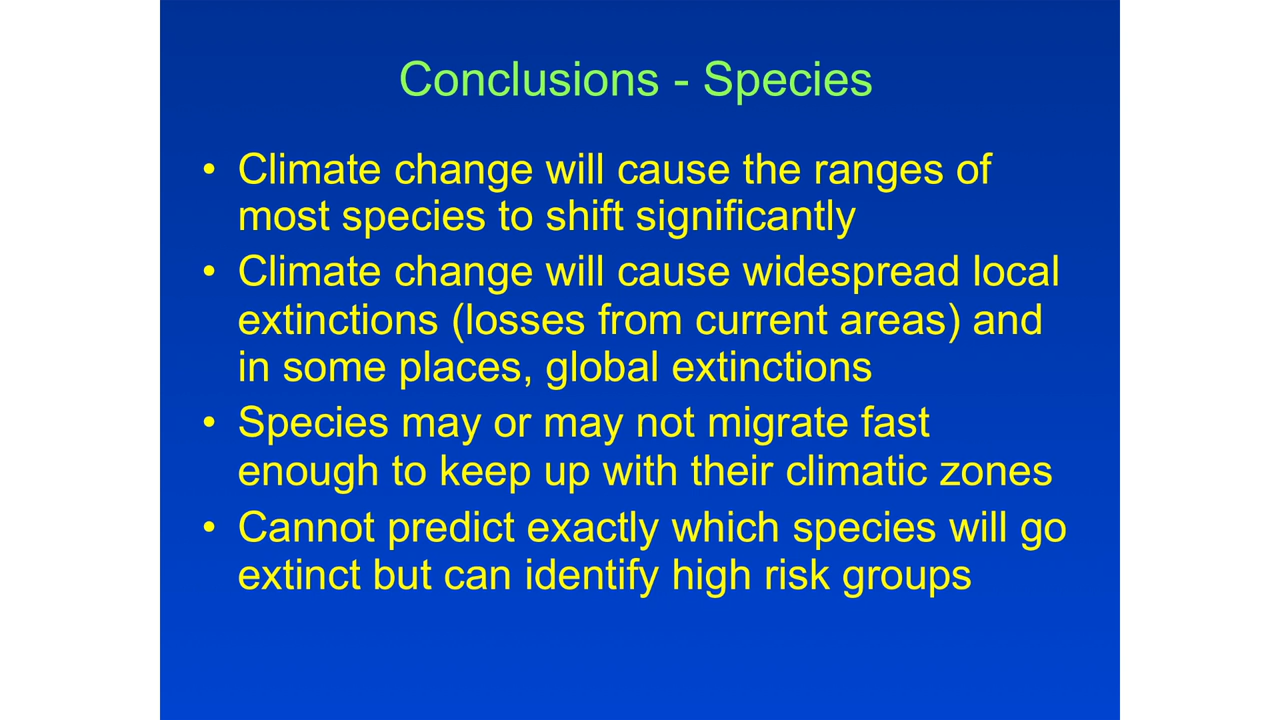 Conclusions - Species
• Climate change will cause the ranges of
most species to shift significantly
• Climate change will cause widespread local
extinctions (losses from current areas) and
in some places, global extinctions
• Species may or may not migrate fast
enough to keep up with their climatic zones
• Cannot predict exactly which species will go
extinct but can identify high risk groups